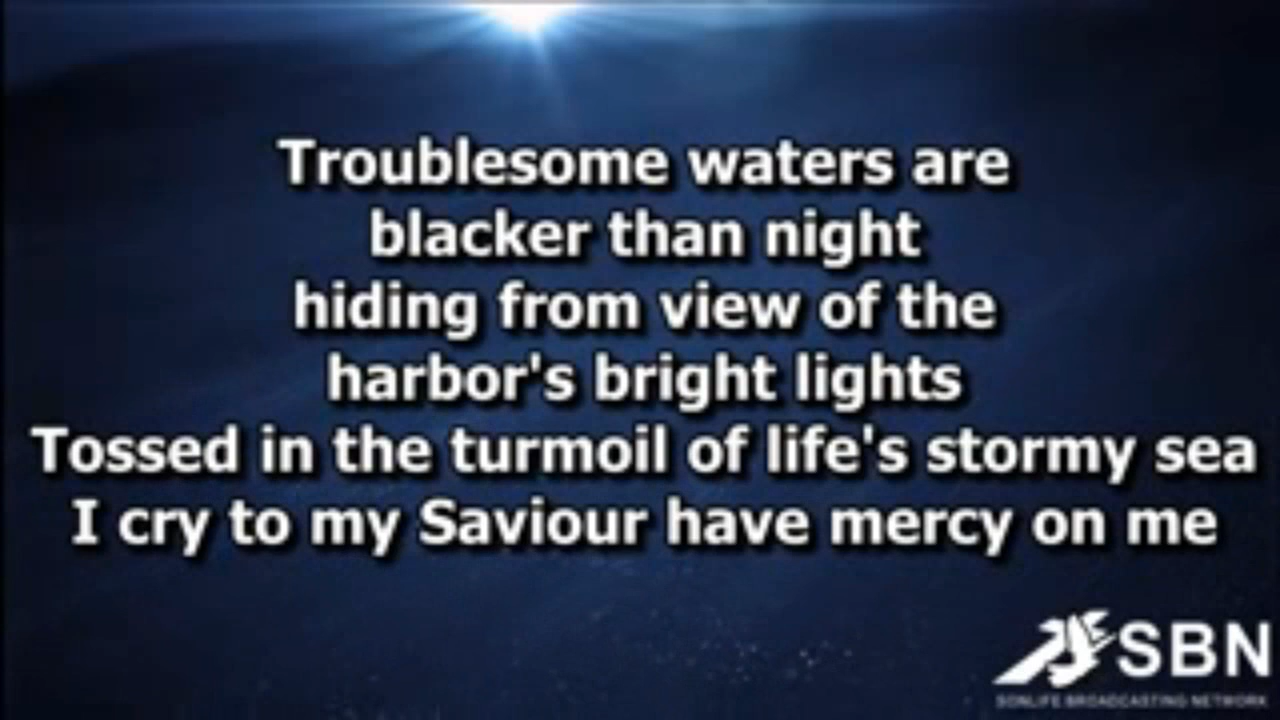 Troublesome waters are
blacker than night
hiding from view of the
harbor's bright lights
Tossed in the turmoil of life's stormy sea
I cry to my Saviour have mercy on me
SBN
SONLIFE BROADCASTING NETWORK